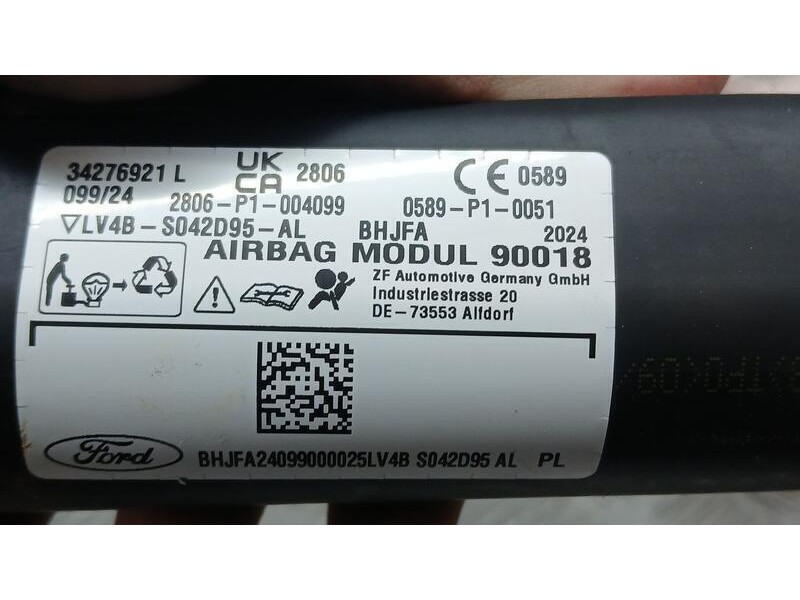 34276921 L
UK CA 2806
CE 0589
099/24 2806-P1-004099 0589-P1-0051
LV4B-S042D95-AL BHJFA 2024
AIRBAG MODUL 90018
ZF Automotive Germany GmbH
Industriestrasse 20
DE-73553 Alfdorf
Ford
BHJFA24099000025LV4B S042D95 AL PL